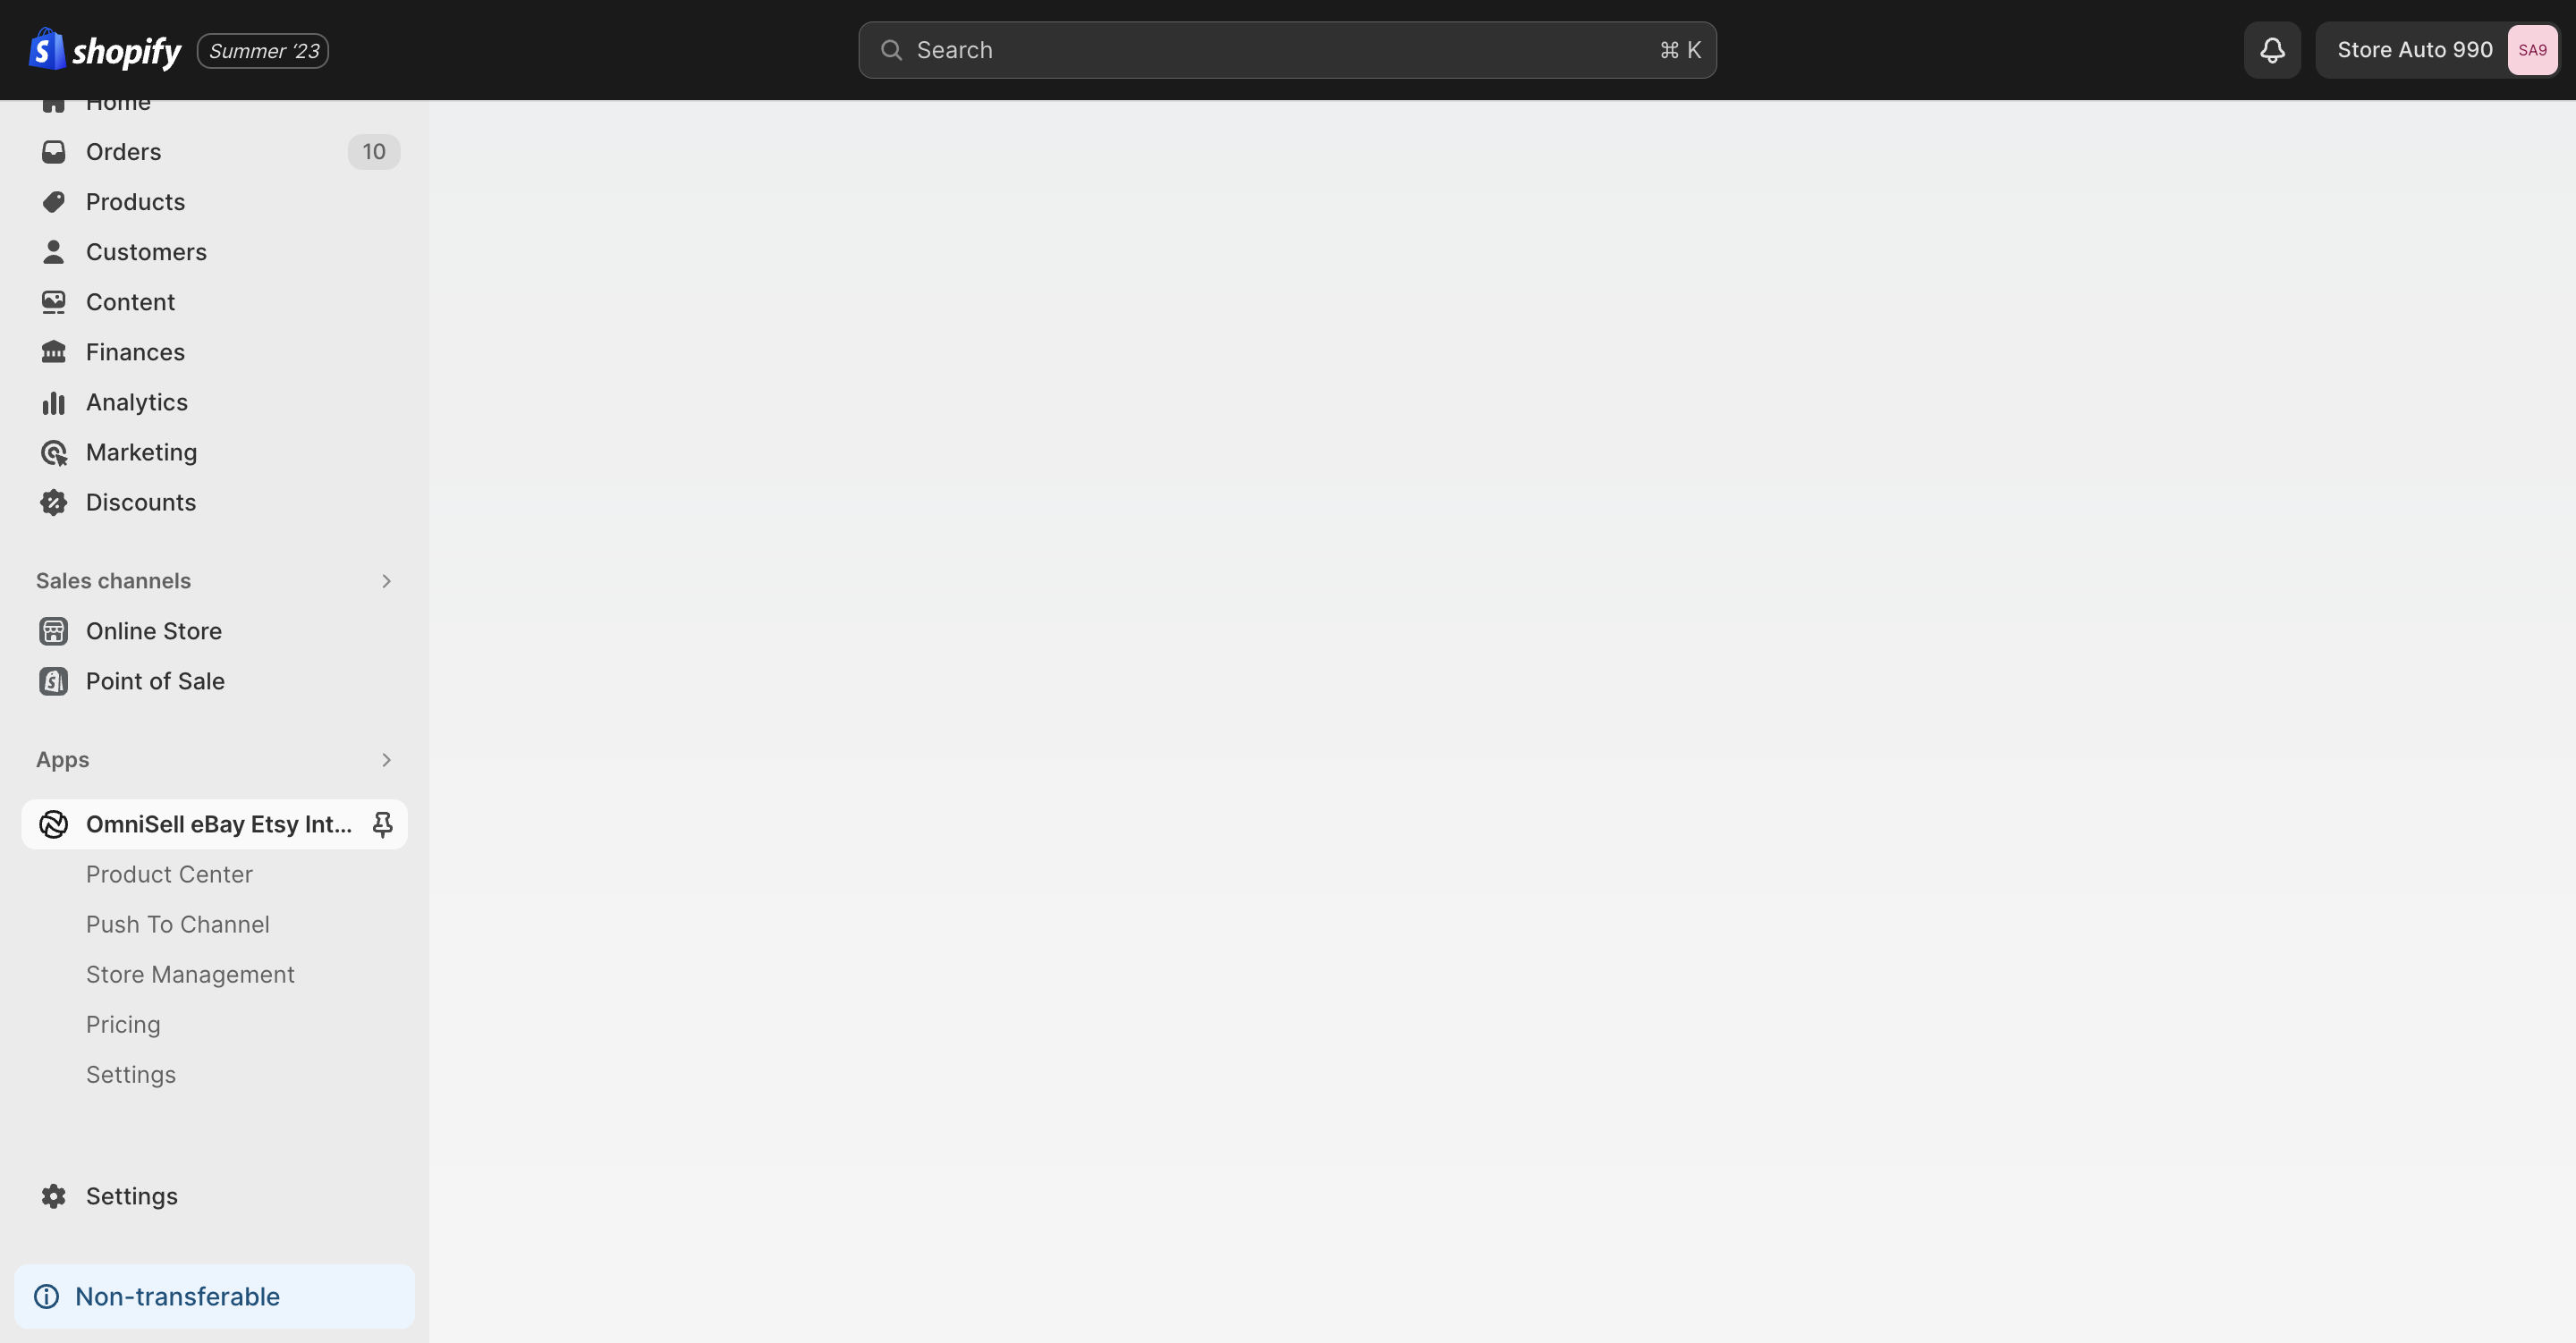 shopify Summer '23
Search ⌘ K
Store Auto 990 SA9
Home
Orders 10
Products
Customers
Content
Finances
Analytics
Marketing
Discounts
Sales channels
Online Store
Point of Sale
Apps
OmniSell eBay Etsy Int...
Product Center
Push To Channel
Store Management
Pricing
Settings
Settings
Non-transferable